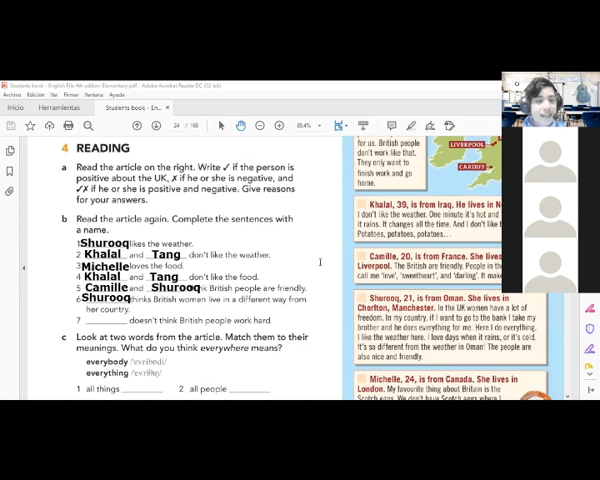 Students book - English File 4th edition Elementary.pdf - Adobe Acrobat Reader DC (32-bit)
Archivo Edición Ver Firmar Ventana Ayuda
Inicio Herramientas Students book - En... ×
24 / 169 69,4%
4 READING
a Read the article on the right. Write ✓ if the person is
positive about the UK, ✗ if he or she is negative, and
✓✗ if he or she is positive and negative. Give reasons
for your answers.
b Read the article again. Complete the sentences with
a name.
1 Shurooq likes the weather.
2 Khalal and Tang don't like the weather.
3 Michelle loves the food.
4 Khalal and Tang don't like the food.
5 Camille Shurooq nk British people are friendly.
6 Shurooq thinks British women live in a different way from
her country.
7 ________ doesn't think British people work hard.
c Look at two words from the article. Match them to their
meanings. What do you think everywhere means?
everybody /ˈevribɒdi/
everything /ˈevriθɪŋ/
1 all things ________ 2 all people ________
for us. British people
don't work like that.
They only want to
finish work and go
home.
LIVERPOOL
CARDIFF
Khalal, 39, is from Iraq. He lives in N
I don't like the weather. One minute it's hot and
it rains. It changes all the time. And I don't like
Potatoes, potatoes, potatoes...
Camille, 20, is from France. She lives
Liverpool. The British are friendly. People in the
call me 'love', 'sweetheart', and 'darling'. It make
Shurooq, 21, is from Oman. She lives in
Chorlton, Manchester. In the UK women have a lot of
freedom. In my country, if I want to go to the bank I take my
brother and he does everything for me. Here I do everything.
I like the weather here. I love days when it rains, or it's cold.
It's so different from the weather in Oman! The people are
also nice and friendly.
Michelle, 24, is from Canada. She lives in
London. My favourite thing about Britain is the
Scotch eggs. We don't have Scotch eggs where I